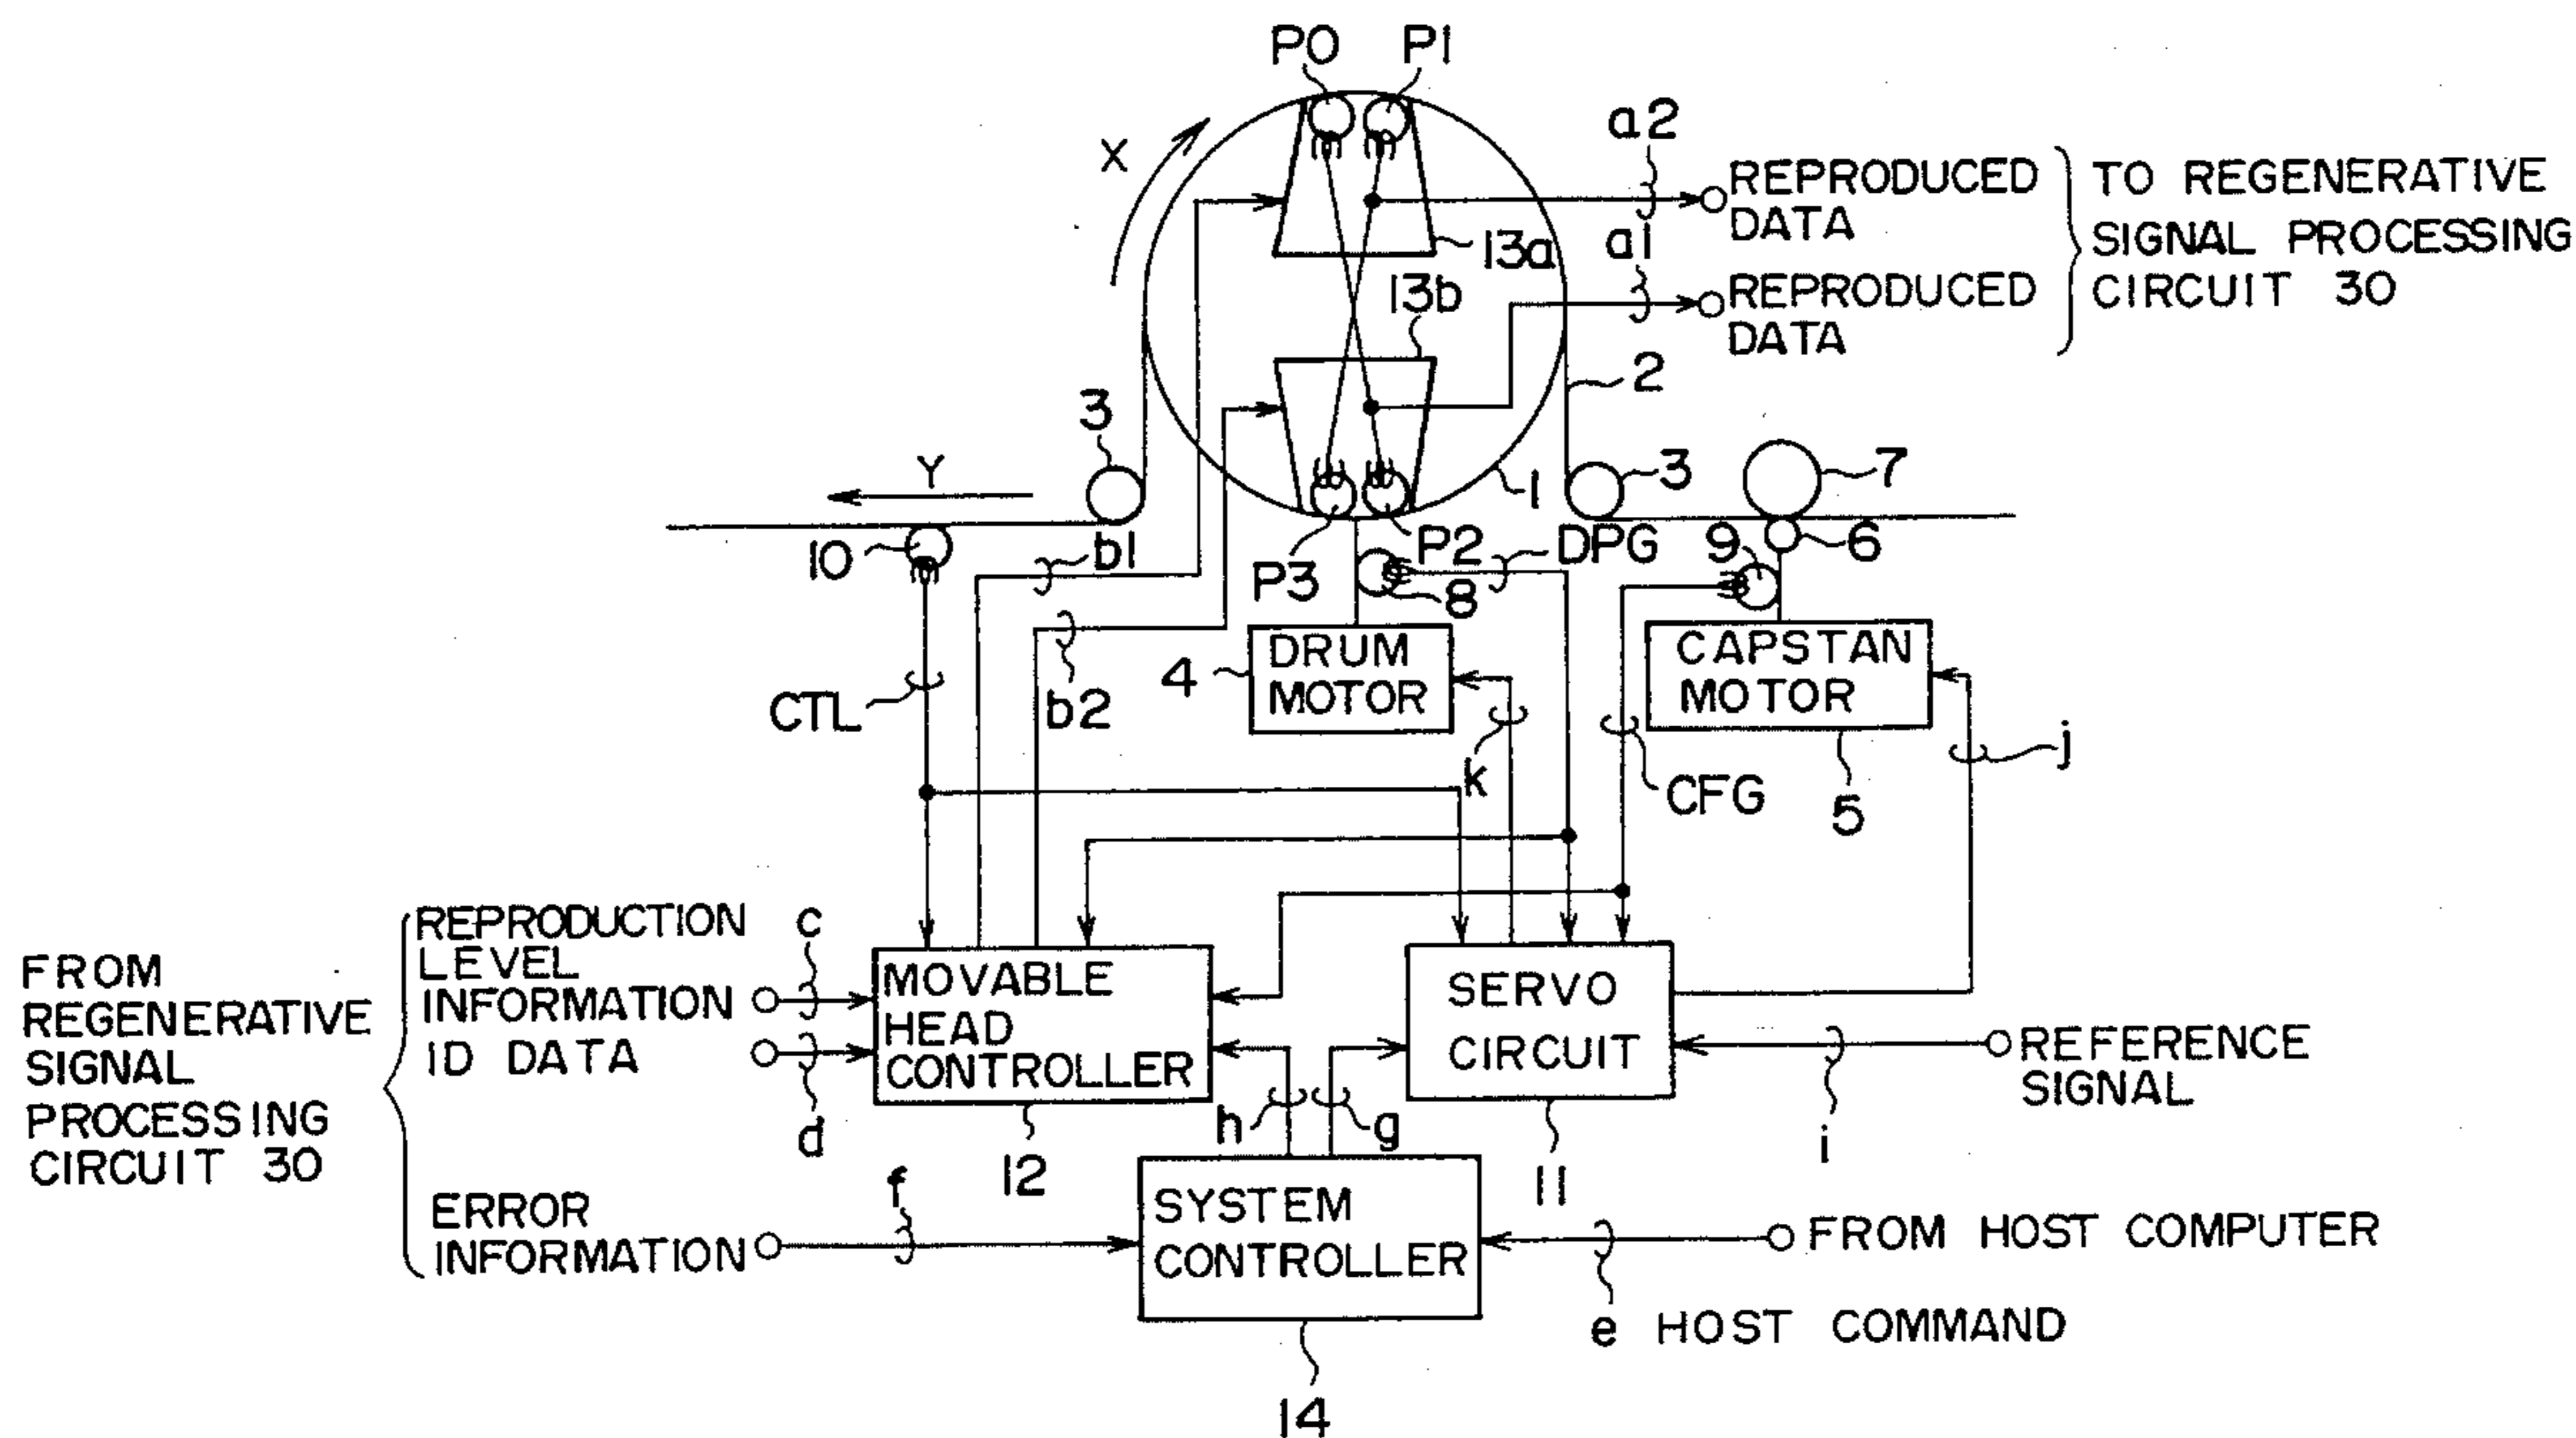 P0 P1
X
a2
REPRODUCED
DATA
a1
REPRODUCED
DATA
TO REGENERATIVE
SIGNAL PROCESSING
CIRCUIT 30
13a
13b
2
3
Y
1
3
7
10
b1
P3
P2
DPG
8
9
6
CTL
b2
4
DRUM
MOTOR
CAPSTAN
MOTOR
k
CFG
5
j
FROM
REGENERATIVE
SIGNAL
PROCESSING
CIRCUIT 30
REPRODUCTION
LEVEL
INFORMATION
c
ID DATA
d
MOVABLE
HEAD
CONTROLLER
12
h
g
SERVO
CIRCUIT
11
i
REFERENCE
SIGNAL
ERROR
INFORMATION
f
SYSTEM
CONTROLLER
14
FROM HOST COMPUTER
e HOST COMMAND